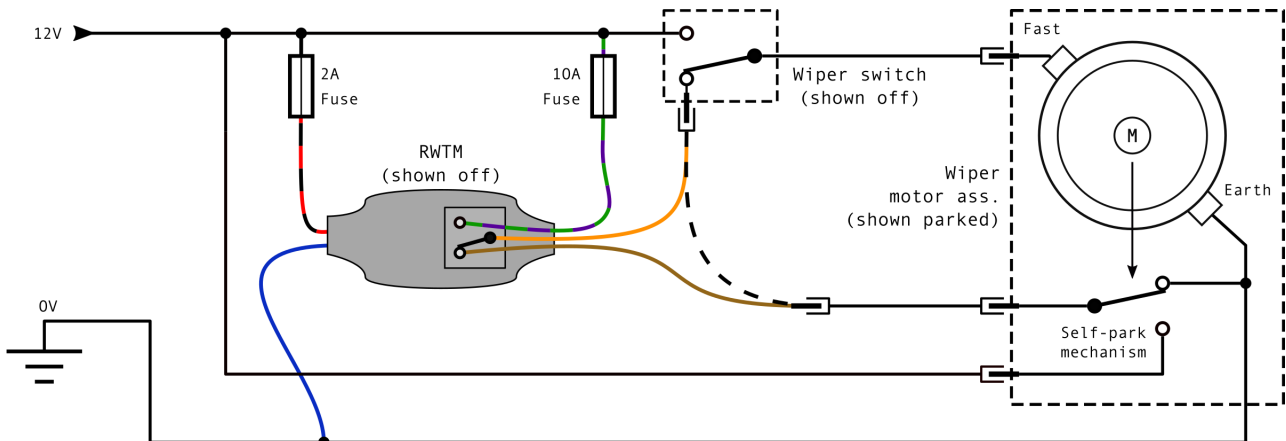 12V
2A
Fuse
10A
Fuse
Wiper switch
(shown off)
Fast
M
RWTM
(shown off)
Wiper
motor ass.
(shown parked)
Earth
0V
Self-park
mechanism